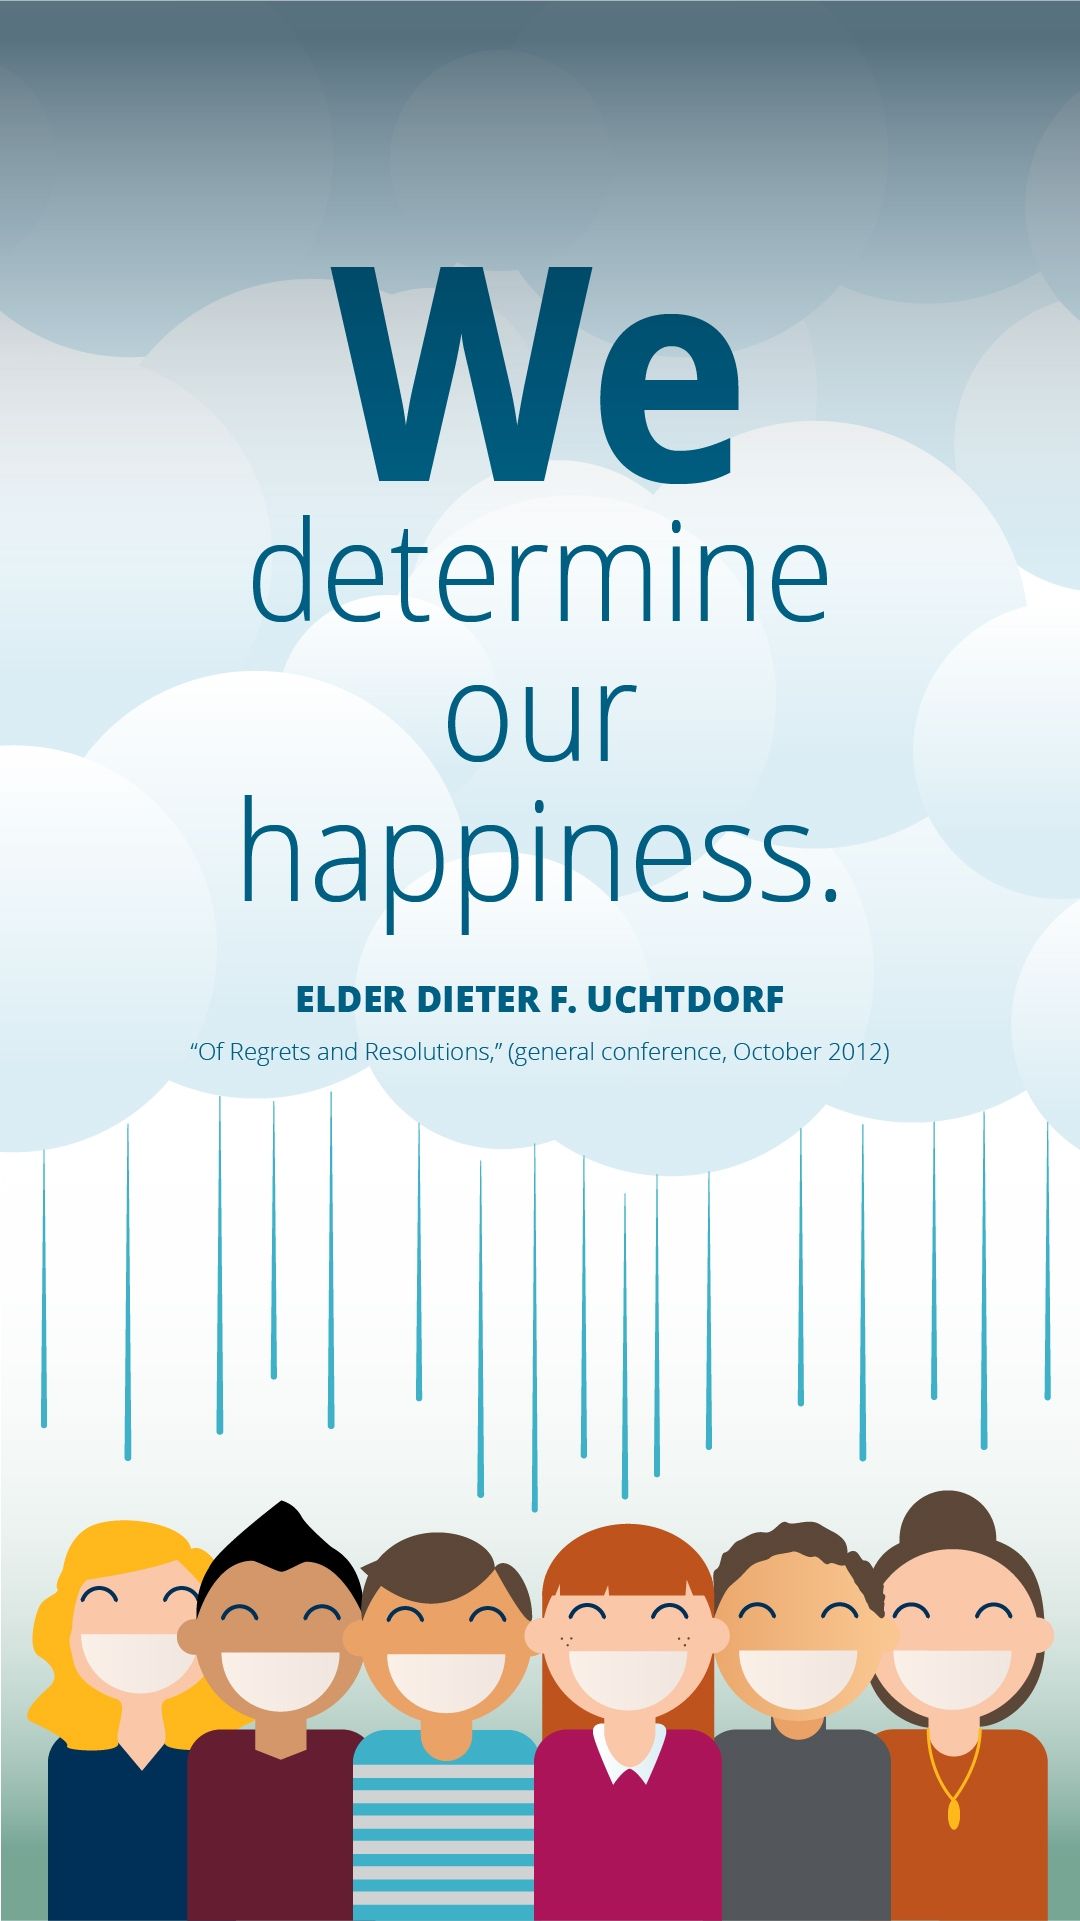 We
determine
our
happiness.
ELDER DIETER F. UCHTDORF
“Of Regrets and Resolutions,” (general conference, October 2012)